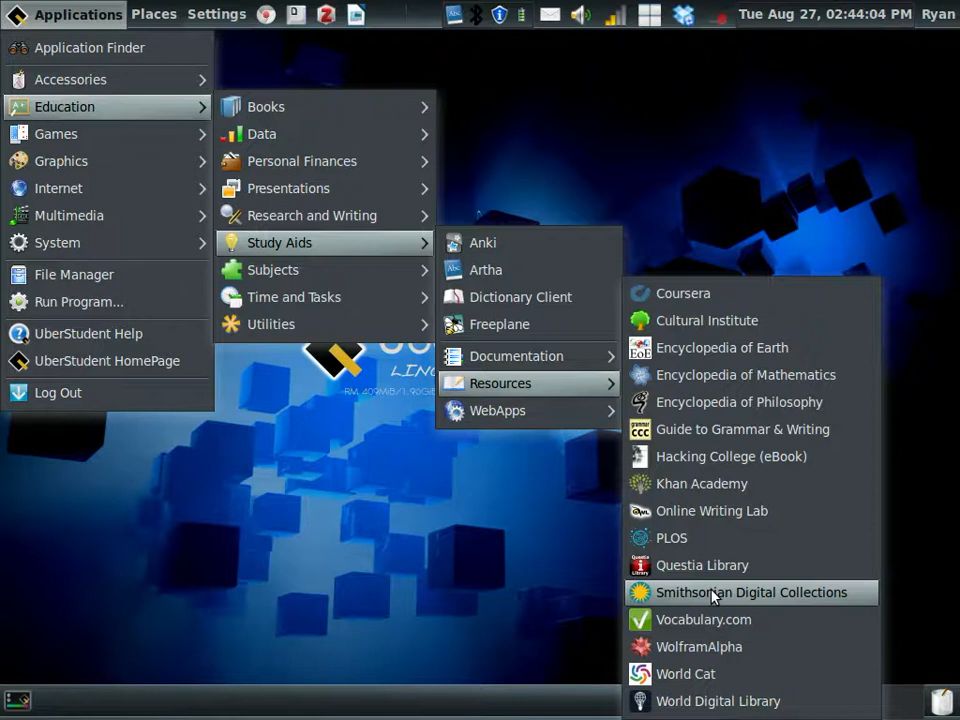 Applications Places Settings Tue Aug 27, 02:44:04 PM Ryan
Application Finder
Accessories
Education
Games
Graphics
Internet
Multimedia
System
File Manager
Run Program...
UberStudent Help
UberStudent HomePage
Log Out
Books
Data
Personal Finances
Presentations
Research and Writing
Study Aids
Subjects
Time and Tasks
Utilities
Anki
Artha
Dictionary Client
Freeplane
Documentation
Resources
WebApps
Coursera
Cultural Institute
Encyclopedia of Earth
Encyclopedia of Mathematics
Encyclopedia of Philosophy
Guide to Grammar & Writing
Hacking College (eBook)
Khan Academy
Online Writing Lab
PLOS
Questia Library
Smithsonian Digital Collections
Vocabulary.com
WolframAlpha
World Cat
World Digital Library